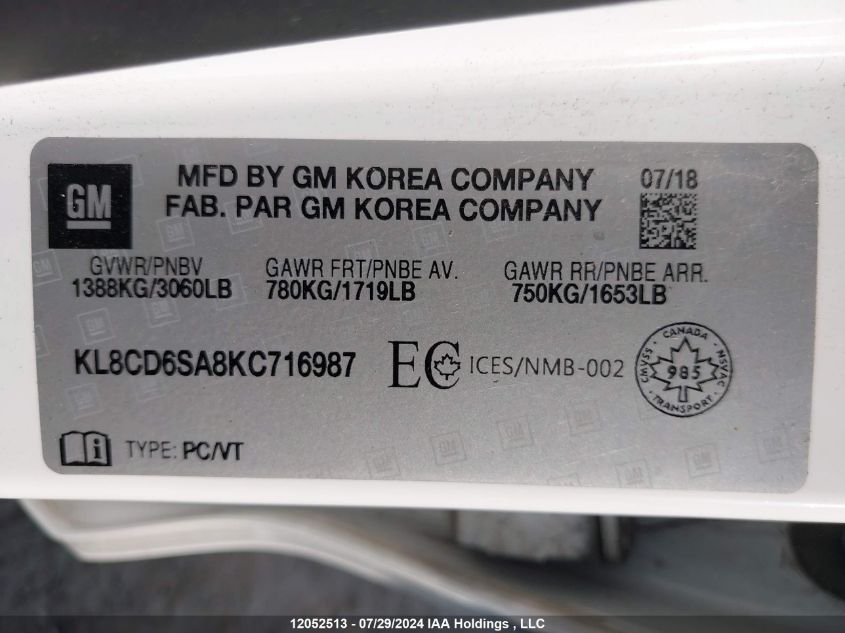 GM
MFD BY GM KOREA COMPANY 07/18
FAB. PAR GM KOREA COMPANY
GVWR/PNBV GAWR FRT/PNBE AV. GAWR RR/PNBE ARR.
1388KG/3060LB 780KG/1719LB 750KG/1653LB
KL8CD6SA8KC716987 EC ICES/NMB-002
CANADA
CMVSS 985 NSVAC
TRANSPORT
i TYPE: PC/VT
12052513 - 07/29/2024 IAA Holdings , LLC